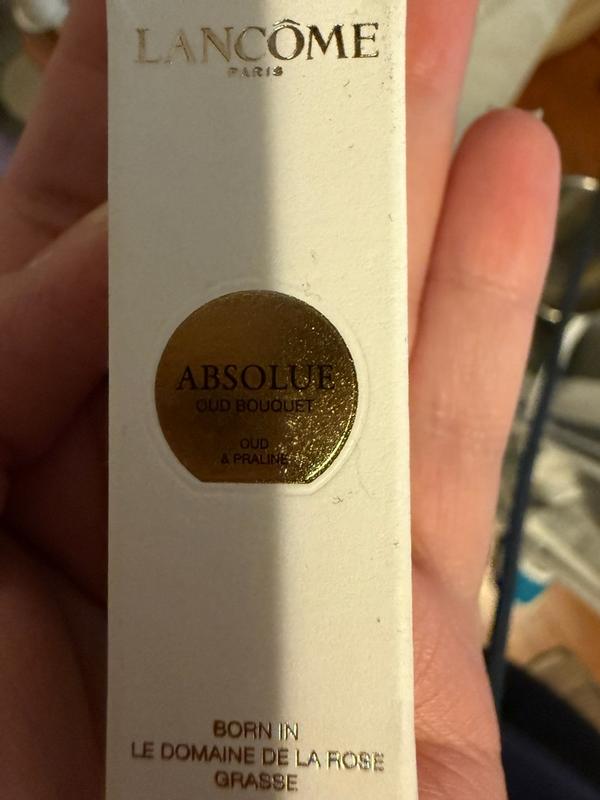 LANCÔME
PARIS
ABSOLUE
OUD BOUQUET
OUD
& PRALINE
BORN IN
LE DOMAINE DE LA ROSE
GRASSE